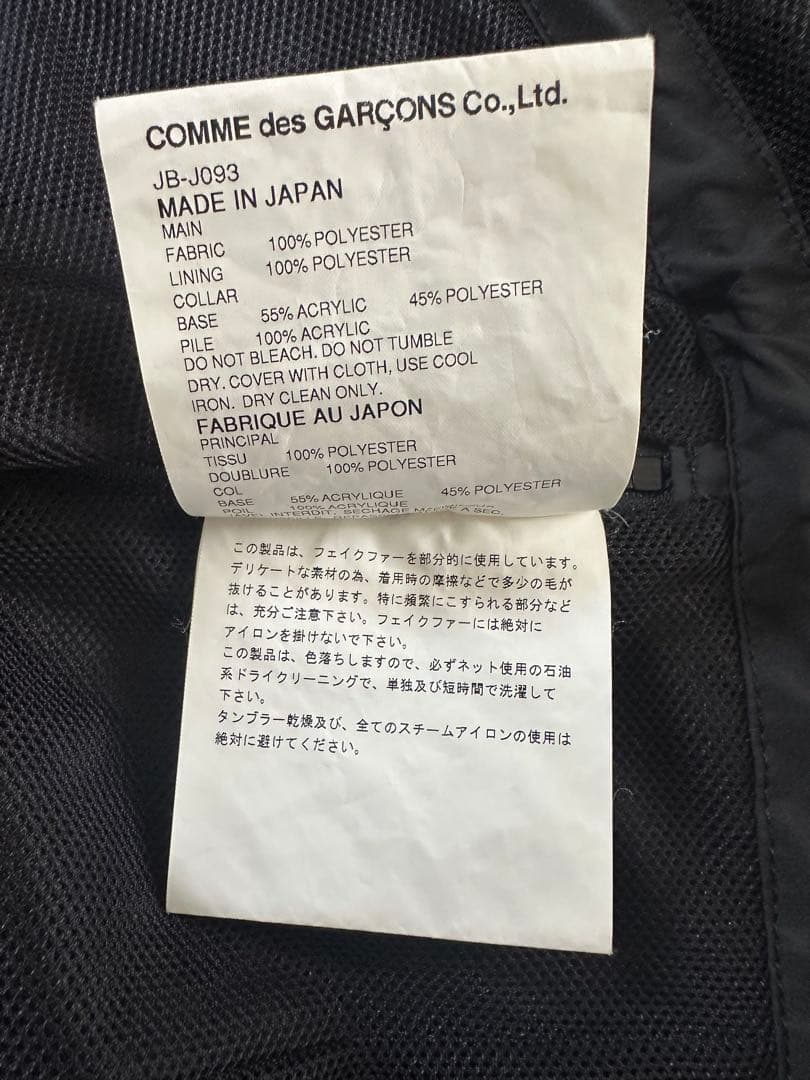 COMME des GARÇONS Co.,Ltd.
JB-J093
MADE IN JAPAN
MAIN
FABRIC 100% POLYESTER
LINING 100% POLYESTER
COLLAR
BASE 55% ACRYLIC 45% POLYESTER
PILE 100% ACRYLIC
DO NOT BLEACH. DO NOT TUMBLE
DRY. COVER WITH CLOTH, USE COOL
IRON. DRY CLEAN ONLY.
FABRIQUE AU JAPON
PRINCIPAL
TISSU 100% POLYESTER
DOUBLURE 100% POLYESTER
COL
BASE 55% ACRYLIQUE 45% POLYESTER
POIL 100% ACRYLIQUE
INTERDIT. SECHAGE A SEC.
この製品は、フェイクファーを部分的に使用しています。
デリケートな素材の為、着用時の摩擦などで多少の毛が
抜けることがあります。特に頻繁にこすられる部分など
は、充分ご注意下さい。フェイクファーには絶対に
アイロンを掛けないで下さい。
この製品は、色落ちしますので、必ずネット使用の石油
系ドライクリーニングで、単独及び短時間で洗濯して
下さい。
タンブラー乾燥及び、全てのスチームアイロンの使用は
絶対に避けてください。